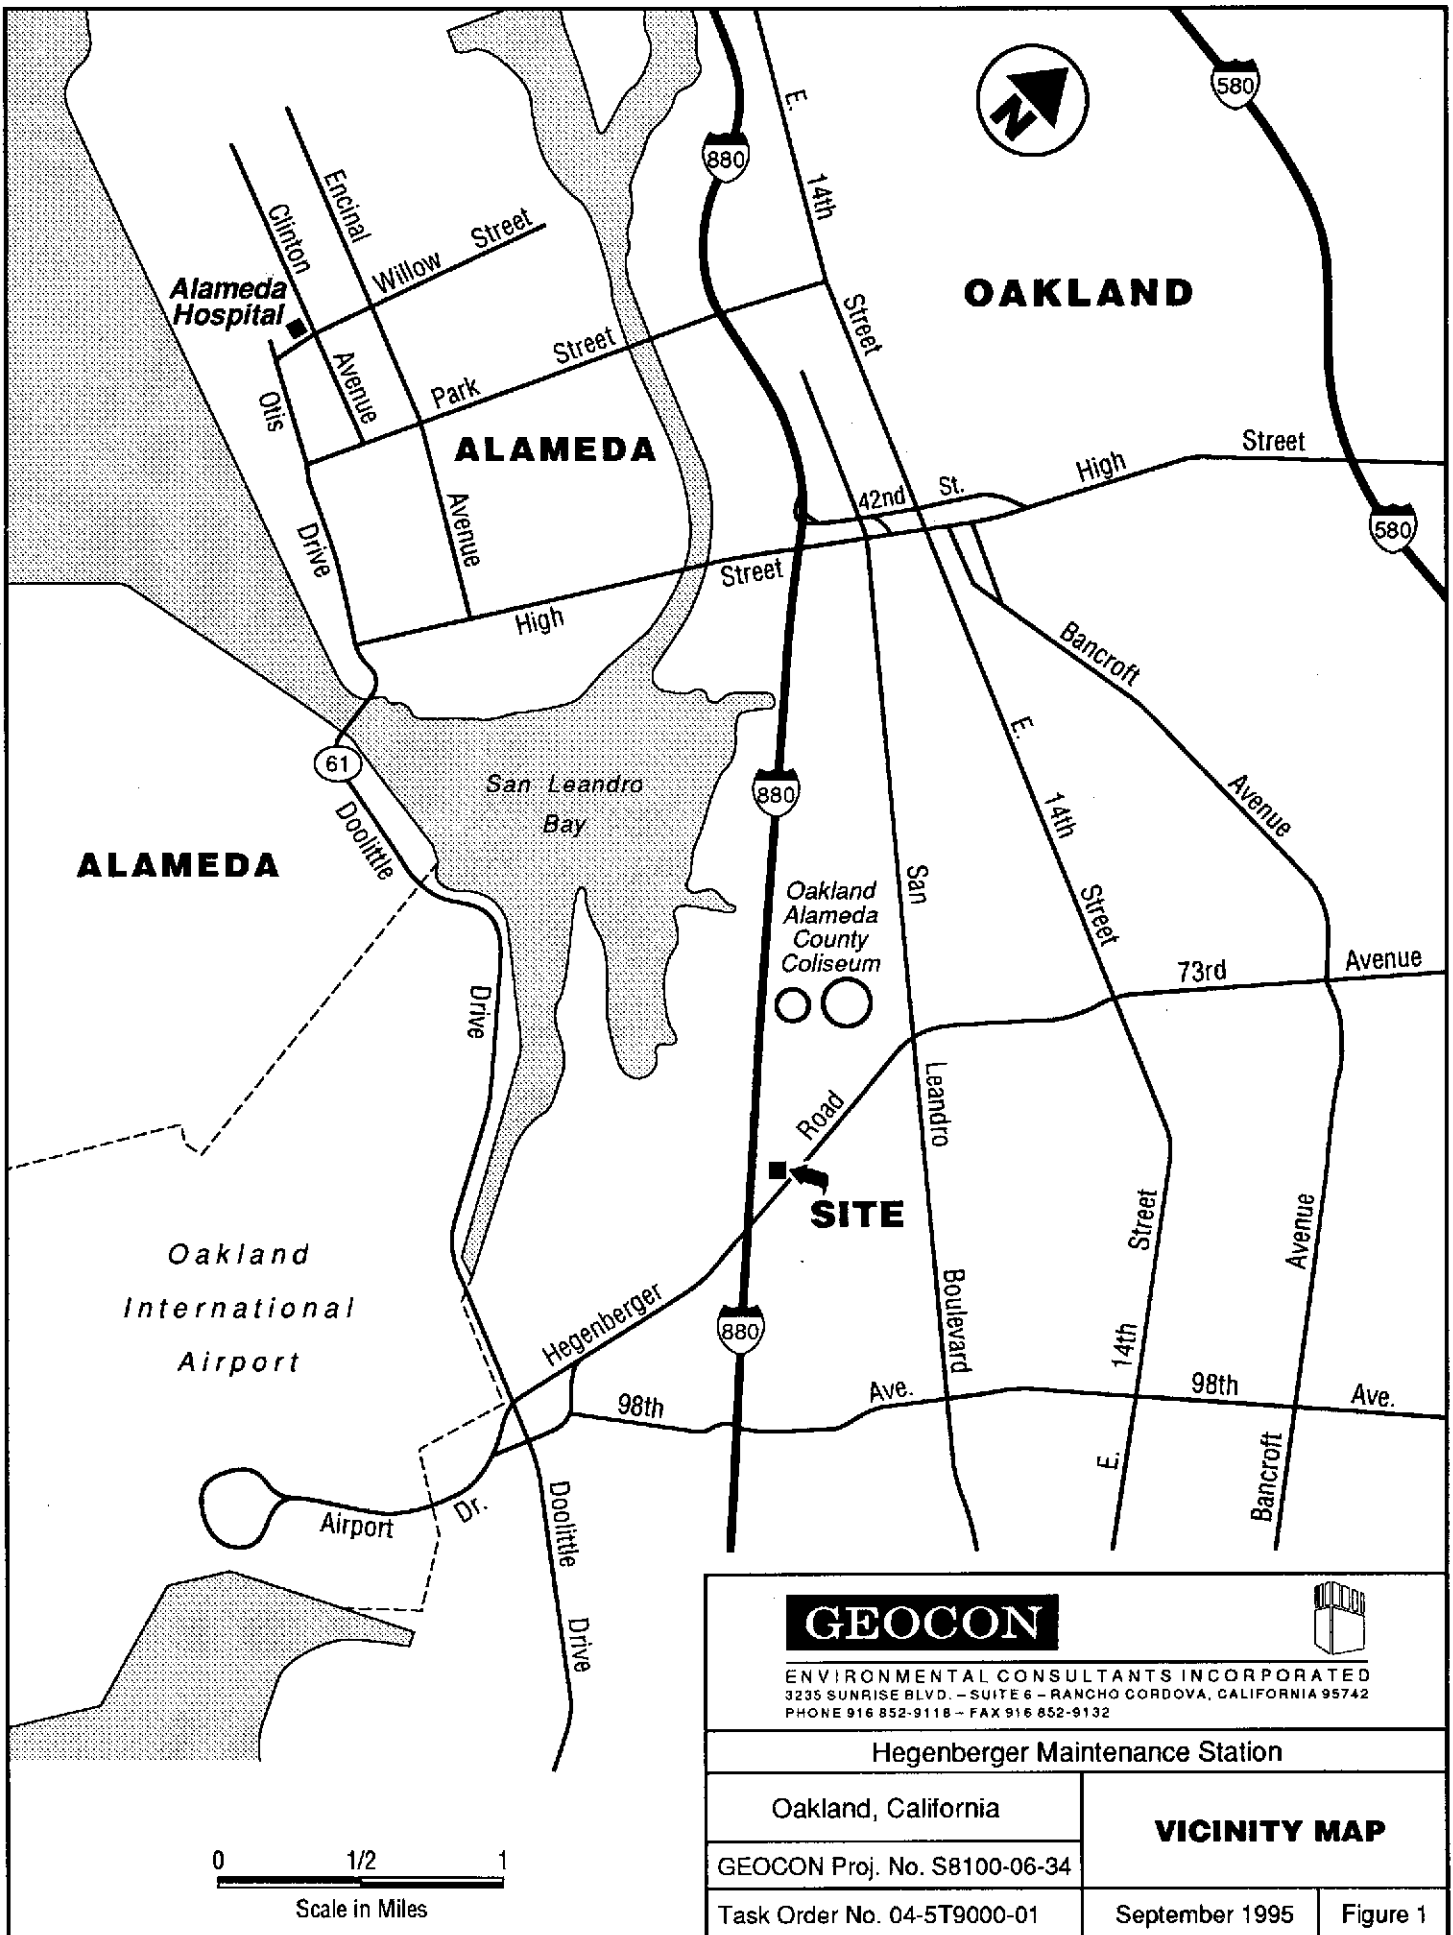 580
880
E.
14th
Street
N
OAKLAND
Encinal
Clinton
Willow
Street
Alameda
Hospital
Avenue
Otis
Park
Street
ALAMEDA
Avenue
Drive
42nd
St.
High
Street
580
Street
High
Bancroft
61
San Leandro
Bay
880
E.
14th
Street
Avenue
Doolittle
ALAMEDA
Oakland
Alameda
County
Coliseum
San
73rd
Avenue
Drive
Leandro
Road
SITE
Street
Avenue
Oakland
International
Airport
Hegenberger
880
Boulevard
14th
98th
Ave.
98th
Ave.
E.
Bancroft
Airport
Dr.
Doolittle
Drive
GEOCON
ENVIRONMENTAL CONSULTANTS INCORPORATED
3235 SUNRISE BLVD. – SUITE 6 – RANCHO CORDOVA, CALIFORNIA 95742
PHONE 916 852-9118 – FAX 916 852-9132
Hegenberger Maintenance Station
Oakland, California
VICINITY MAP
GEOCON Proj. No. S8100-06-34
Task Order No. 04-5T9000-01
September 1995
Figure 1
0 1/2 1
Scale in Miles